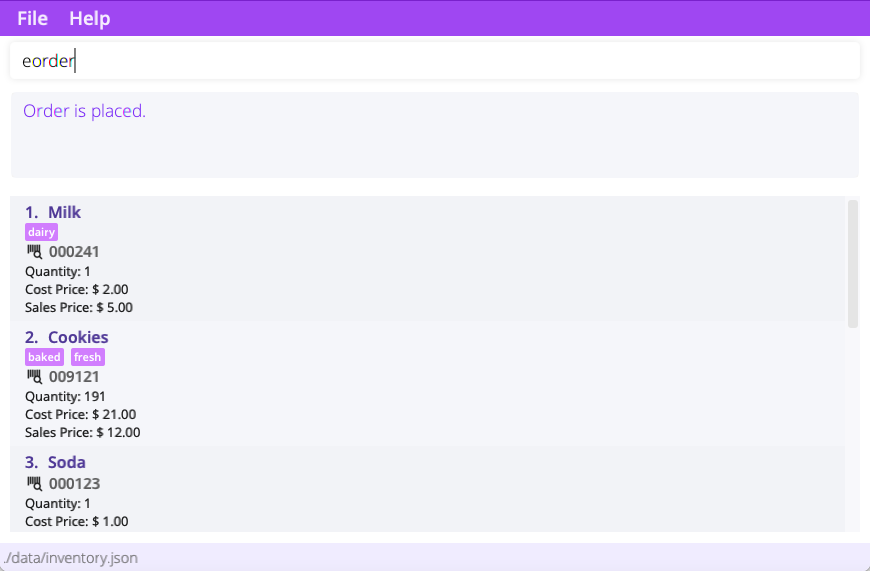 File Help
eorder
Order is placed.
1. Milk
dairy
000241
Quantity: 1
Cost Price: $ 2.00
Sales Price: $ 5.00
2. Cookies
baked fresh
009121
Quantity: 191
Cost Price: $ 21.00
Sales Price: $ 12.00
3. Soda
000123
Quantity: 1
Cost Price: $ 1.00
./data/inventory.json